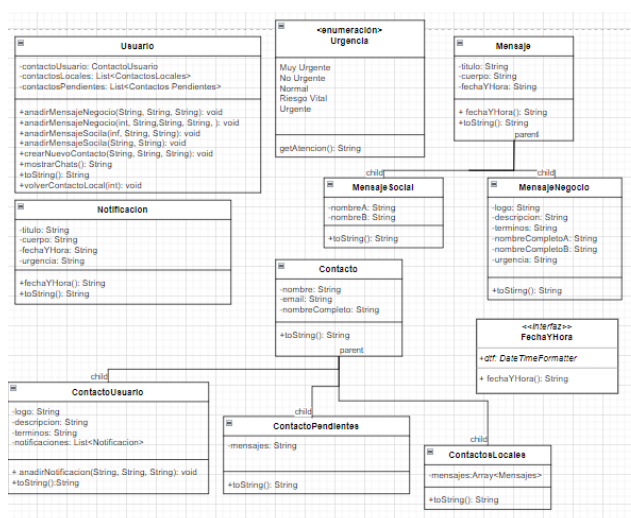 Usuario
-contactoUsuario: ContactoUsuario
-contactosLocales: List<ContactosLocales>
-contactosPendientes: List<Contactos Pendientes>
+anadirMensajeNegocio(String, String, String): void
+anadirMensajeNegocio(int, String,String, String, ): void
+anadirMensajeSocila(inf, String, String): void
+anadirMensajeSocila(String, String): void
+crearNuevoContacto(String, String, String): void
+mostrarChats(): String
+toString(): String
+volverContactoLocal(int): void
<enumeración>
Urgencia
Muy Urgente
No Urgente
Normal
Riesgo Vital
Urgente
getAtencion(): String
Mensaje
-titulo: String
-cuerpo: String
-fechaYHora: String
+ fechaYHora(): String
+toString(): String
parent
child
child
MensajeSocial
-nombreA: String
-nombreB: String
+toString(): String
MensajeNegocio
-logo: String
-descripcion: String
-terminos: String
-nombreCompletoA: String
-nombreCompletoB: String
-urgencia: String
+toStirng(): String
Notificacion
-titulo: String
-cuerpo: String
-fechaYHora: String
-urgencia: String
+fechaYHora(): String
+toString(): String
Contacto
-nombre: String
-email: String
-nombreCompleto: String
+toString(): String
parent
<<interfaz>>
FechaYHora
+dtf: DateTimeFormatter
+ fechaYHora(): String
child
ContactoUsuario
-logo: String
-descripcion: String
-terminos: String
-notificaciones: List<Notificacion>
+ anadirNotificacion(String, String, String): void
+toString():String
child
ContactoPendientes
-mensajes: String
+toString(): String
child
ContactosLocales
-mensajes:Array<Mensajes>
+toString(): String